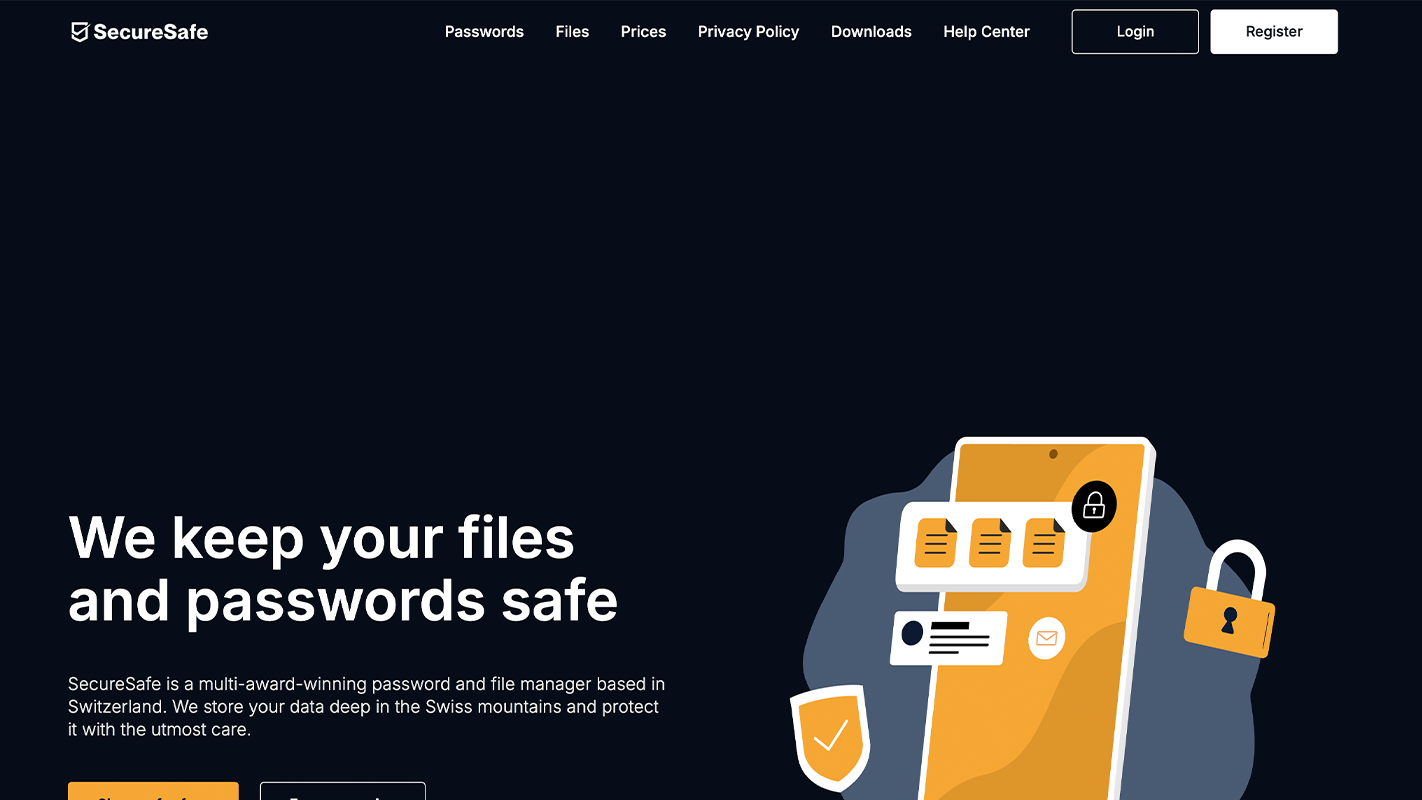 SecureSafe
Passwords Files Prices Privacy Policy Downloads Help Center Login Register
We keep your files
and passwords safe
SecureSafe is a multi-award-winning password and file manager based in
Switzerland. We store your data deep in the Swiss mountains and protect
it with the utmost care.